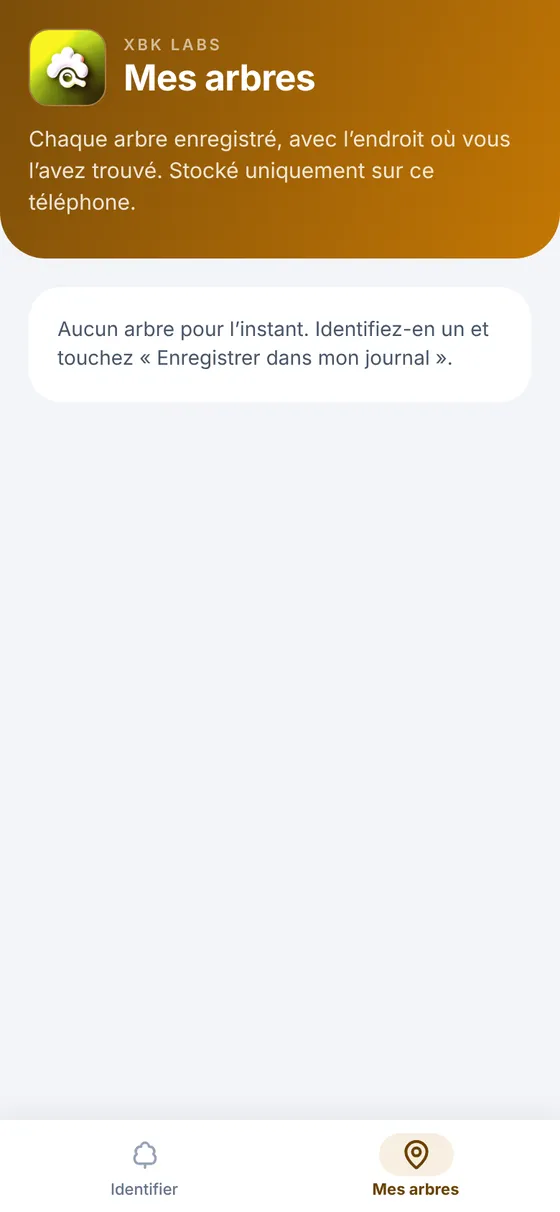 XBK LABS
Mes arbres
Chaque arbre enregistré, avec l’endroit où vous
l’avez trouvé. Stocké uniquement sur ce
téléphone.
Aucun arbre pour l’instant. Identifiez-en un et
touchez « Enregistrer dans mon journal ».
Identifier
Mes arbres